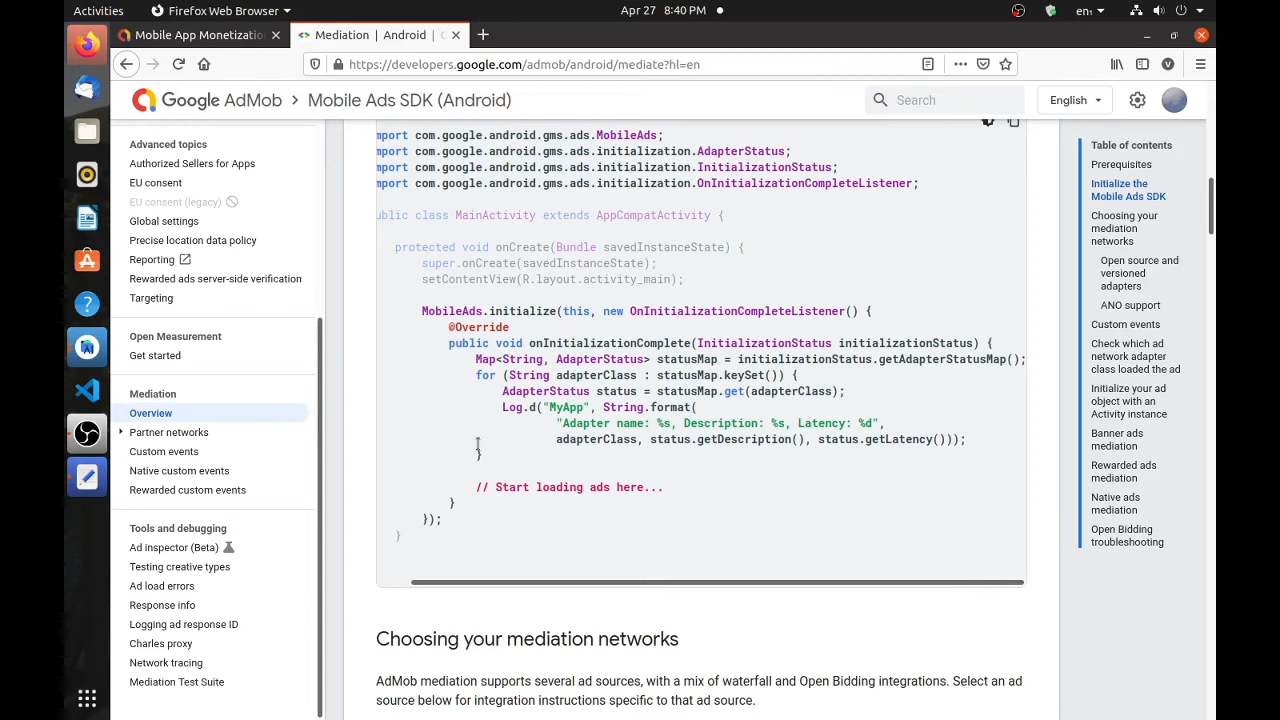 Activities
Firefox Web Browser
Apr 27 8:40 PM
en₁
Mobile App Monetizatio
Mediation | Android |
https://developers.google.com/admob/android/mediate?hl=en
Google AdMob
Mobile Ads SDK (Android)
Search
English
Advanced topics
Authorized Sellers for Apps
EU consent
EU consent (legacy)
Global settings
Precise location data policy
Reporting
Rewarded ads server-side verification
Targeting
Open Measurement
Get started
Mediation
Overview
Partner networks
Custom events
Native custom events
Rewarded custom events
Tools and debugging
Ad inspector (Beta)
Testing creative types
Ad load errors
Response info
Logging ad response ID
Charles proxy
Network tracing
Mediation Test Suite
mport com.google.android.gms.ads.MobileAds;
mport com.google.android.gms.ads.initialization.AdapterStatus;
mport com.google.android.gms.ads.initialization.InitializationStatus;
mport com.google.android.gms.ads.initialization.OnInitializationCompleteListener;
ublic class MainActivity extends AppCompatActivity {
protected void onCreate(Bundle savedInstanceState) {
super.onCreate(savedInstanceState);
setContentView(R.layout.activity_main);
MobileAds.initialize(this, new OnInitializationCompleteListener() {
@Override
public void onInitializationComplete(InitializationStatus initializationStatus) {
Map<String, AdapterStatus> statusMap = initializationStatus.getAdapterStatusMap();
for (String adapterClass : statusMap.keySet()) {
AdapterStatus status = statusMap.get(adapterClass);
Log.d("MyApp", String.format(
"Adapter name: %s, Description: %s, Latency: %d",
adapterClass, status.getDescription(), status.getLatency()));
}
// Start loading ads here...
}
});
}
Choosing your mediation networks
AdMob mediation supports several ad sources, with a mix of waterfall and Open Bidding integrations. Select an ad
source below for integration instructions specific to that ad source.
Table of contents
Prerequisites
Initialize the
Mobile Ads SDK
Choosing your
mediation
networks
Open source and
versioned
adapters
ANO support
Custom events
Check which ad
network adapter
class loaded the ad
Initialize your ad
object with an
Activity instance
Banner ads
mediation
Rewarded ads
mediation
Native ads
mediation
Open Bidding
troubleshooting